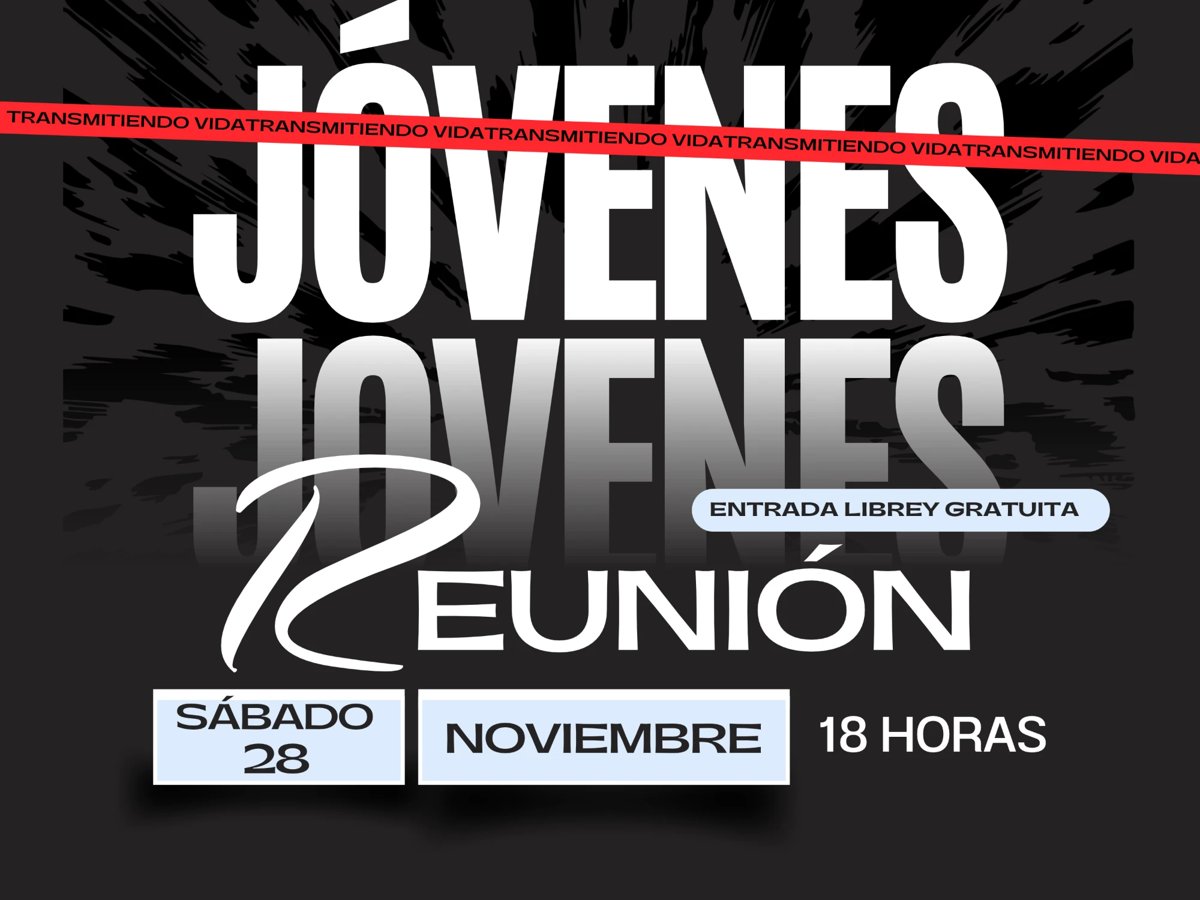 JÓVENES
TRANSMITIENDO VIDATRANSMITIENDO VIDATRANSMITIENDO VIDATRANSMITIENDO VIDATRANSMITIENDO VIDA
JOVENES
ENTRADA LIBREY GRATUITA
REUNIÓN
SÁBADO
28
NOVIEMBRE
18 HORAS